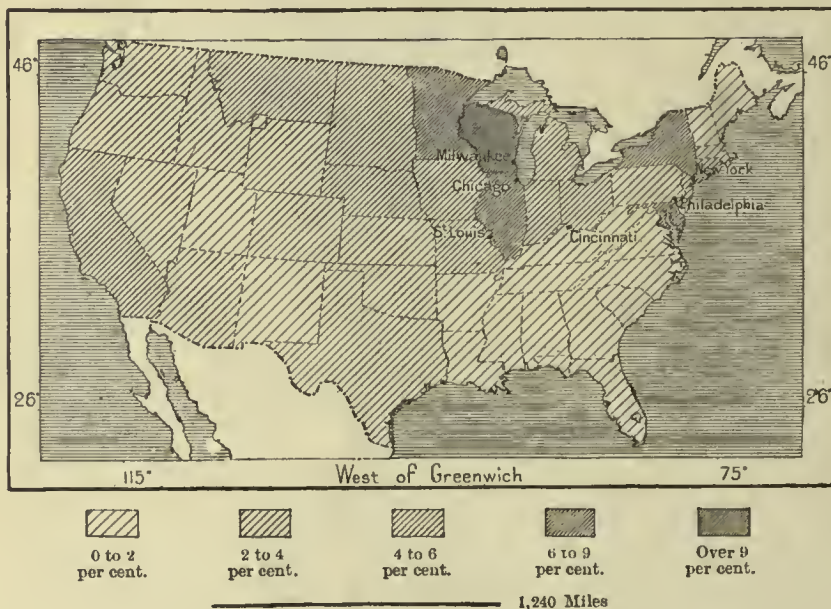 46°
46°
Milwaukee
Chicago
New York
Philadelphia
St Louis
Cincinnati
26°
26°
115°
West of Greenwich
75°
0 to 2
per cent.
2 to 4
per cent.
4 to 6
per cent.
6 to 9
per cent.
Over 9
per cent.
1,240 Miles